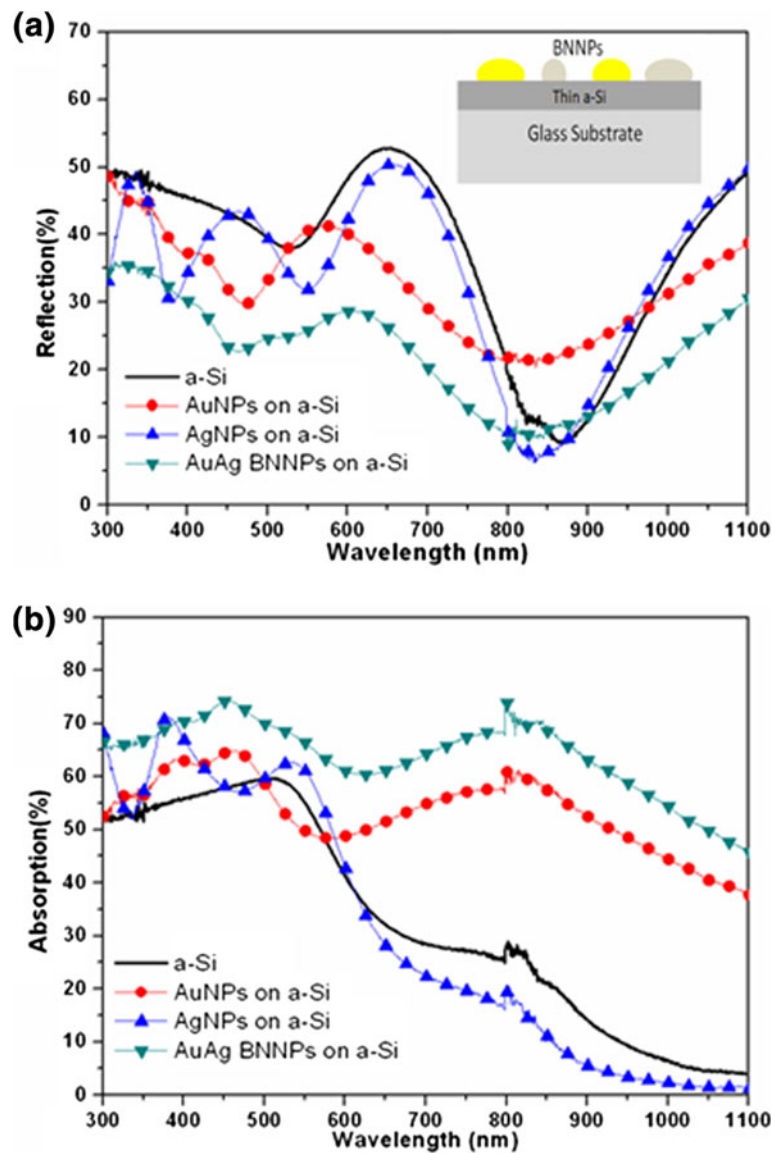 (a)
70
60
50
40
30
20
10
0
Reflection(%)
BNNPs
Thin a-Si
Glass Substrate
a-Si
AuNPs on a-Si
AgNPs on a-Si
AuAg BNNPs on a-Si
300 400 500 600 700 800 900 1000 1100
Wavelength (nm)
(b)
90
80
70
60
50
40
30
20
10
0
Absorption(%)
a-Si
AuNPs on a-Si
AgNPs on a-Si
AuAg BNNPs on a-Si
300 400 500 600 700 800 900 1000 1100
Wavelength (nm)